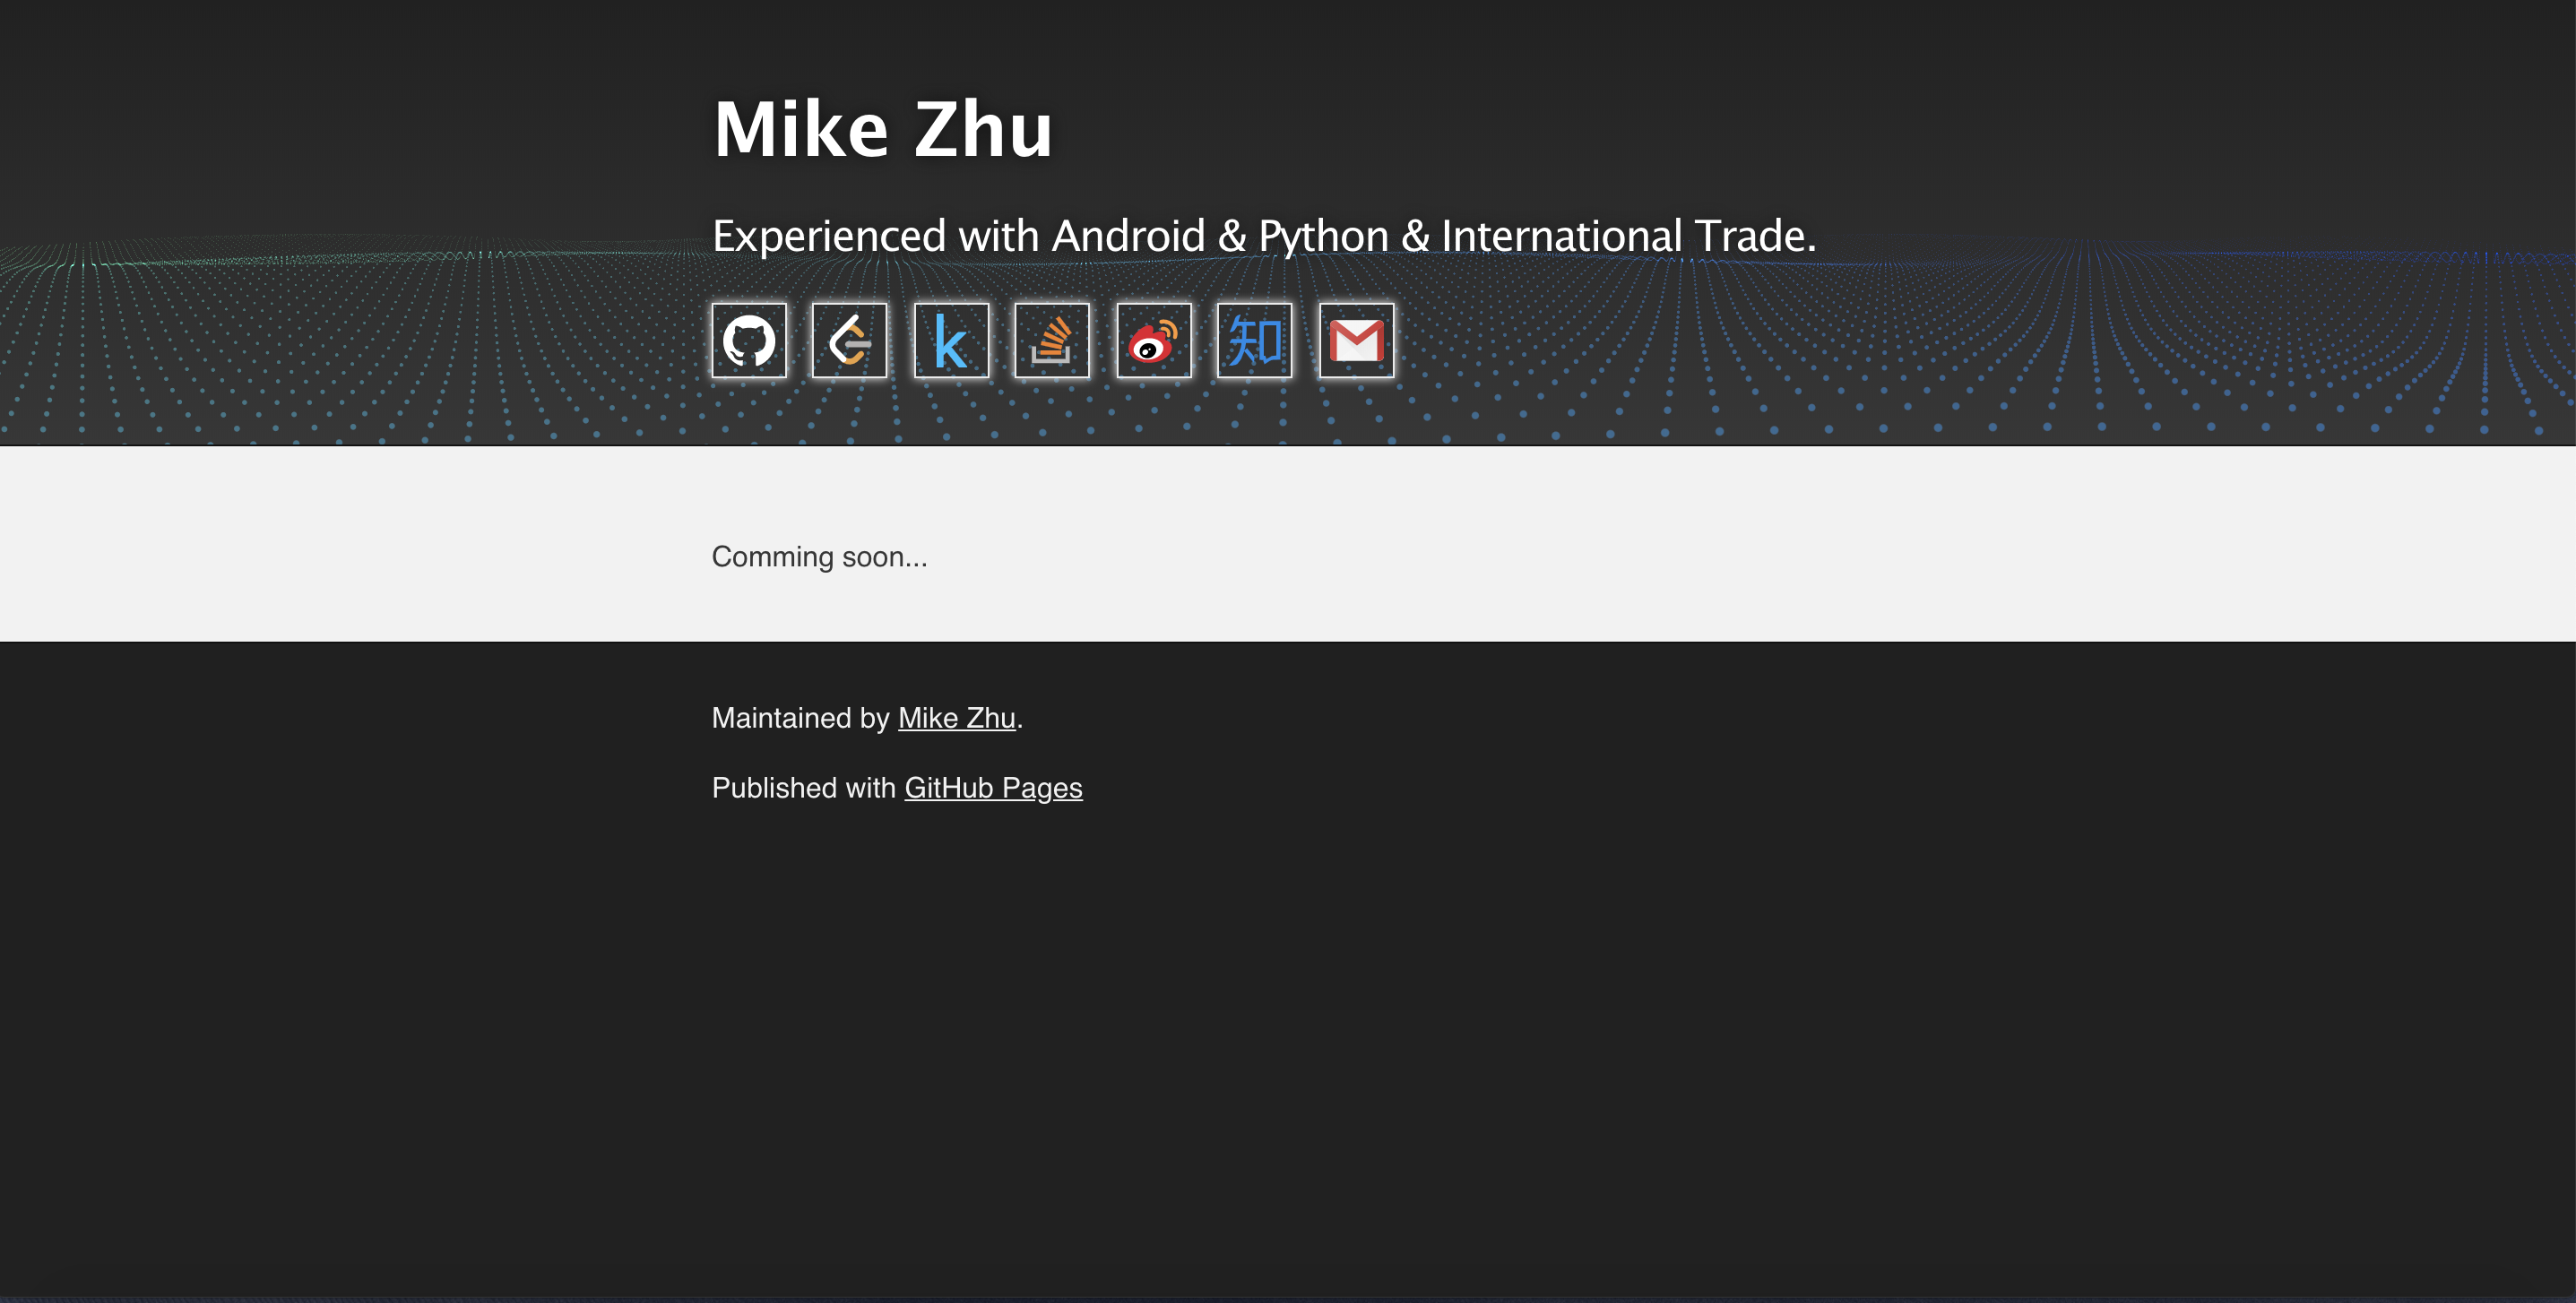 Mike Zhu
Experienced with Android & Python & International Trade.
k 知
Comming soon...
Maintained by Mike Zhu.
Published with GitHub Pages